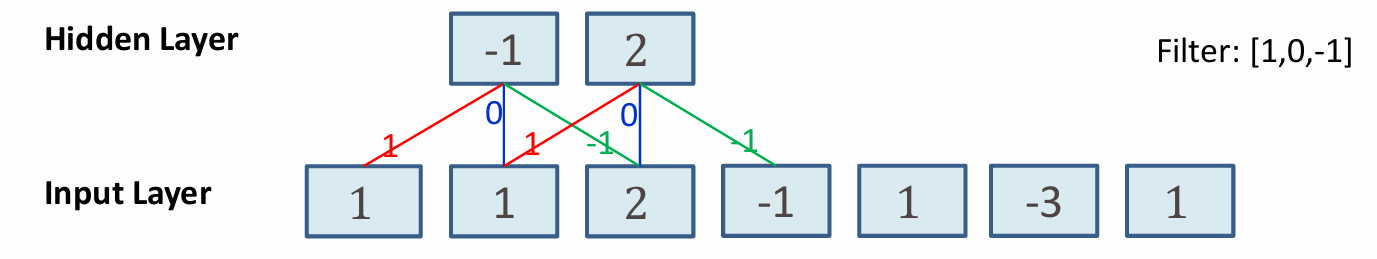 Hidden Layer
-1 2
Filter: [1,0,-1]
1 0 1 -1 0 -1
Input Layer
1 1 2 -1 1 -3 1